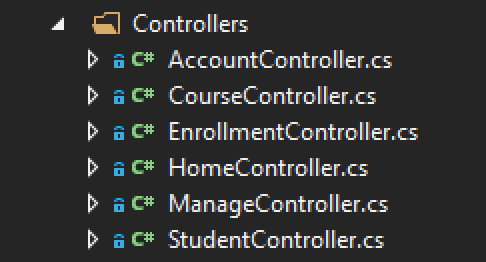 Controllers
C# AccountController.cs
C# CourseController.cs
C# EnrollmentController.cs
C# HomeController.cs
C# ManageController.cs
C# StudentController.cs